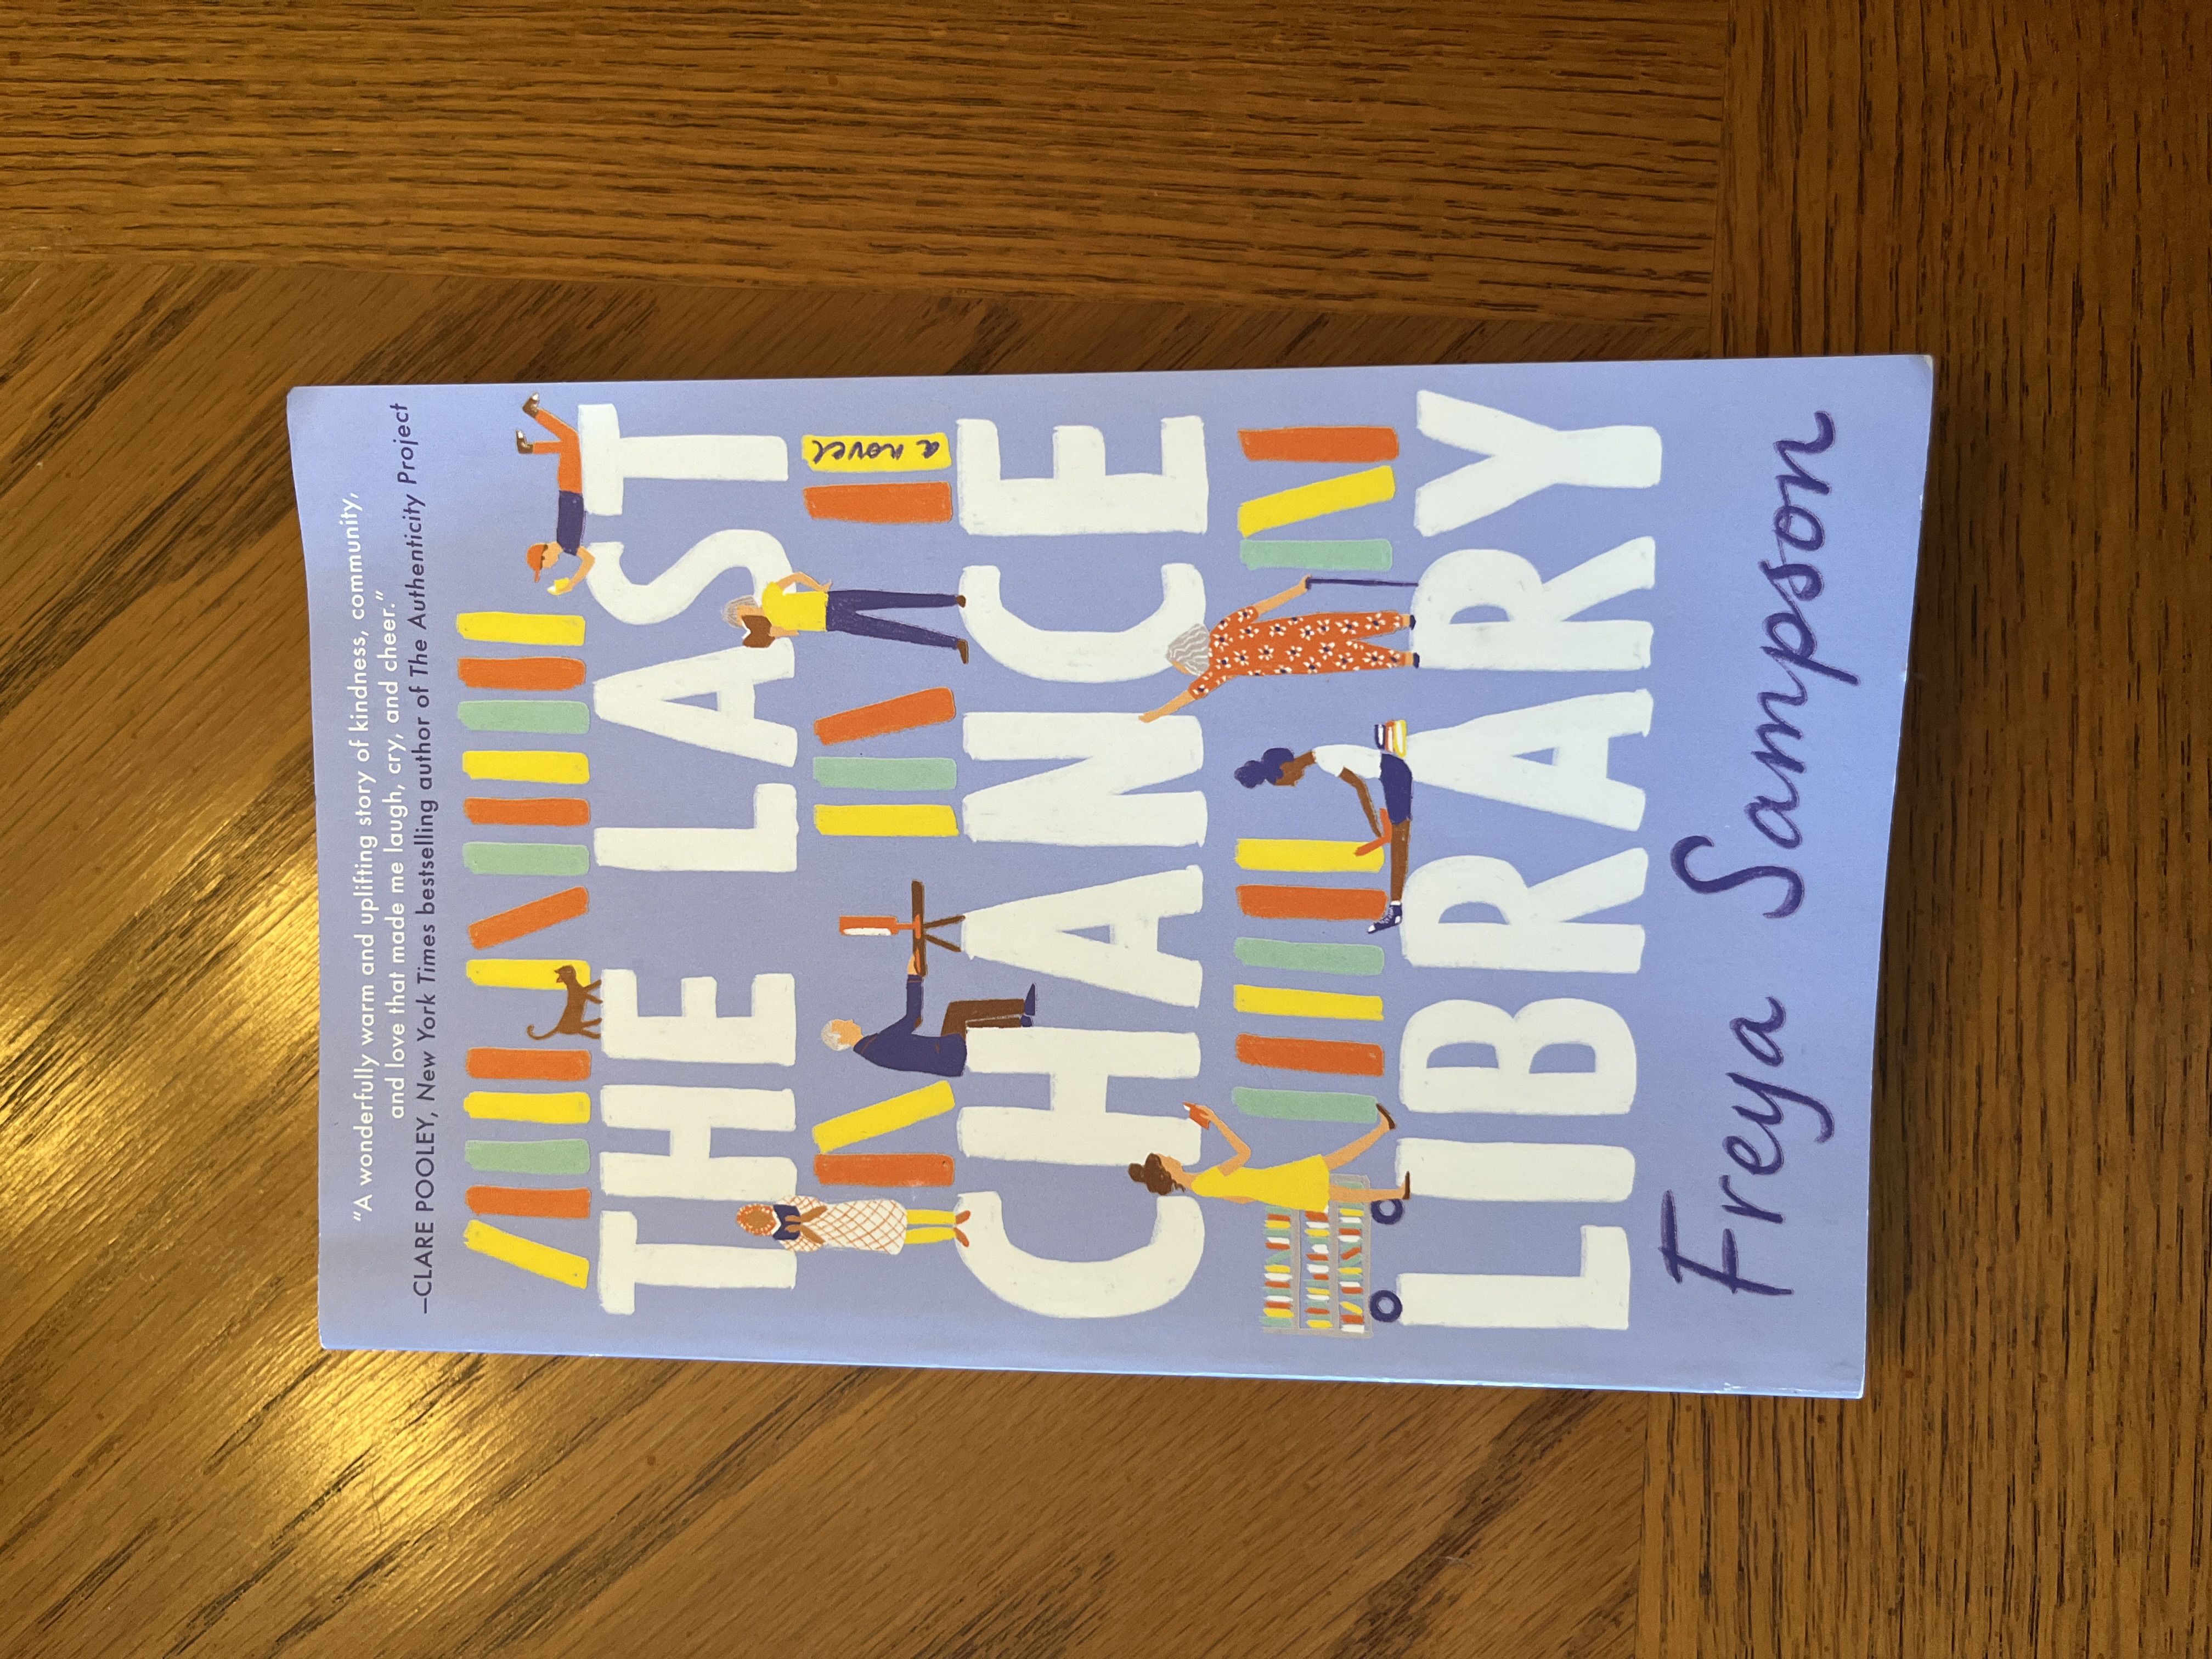 “A wonderfully warm and uplifting story of kindness, community,
and love that made me laugh, cry, and cheer.”
—CLARE POOLEY, New York Times bestselling author of The Authenticity Project
THE LAST
a novel
CHANCE
LIBRARY
Freya Sampson